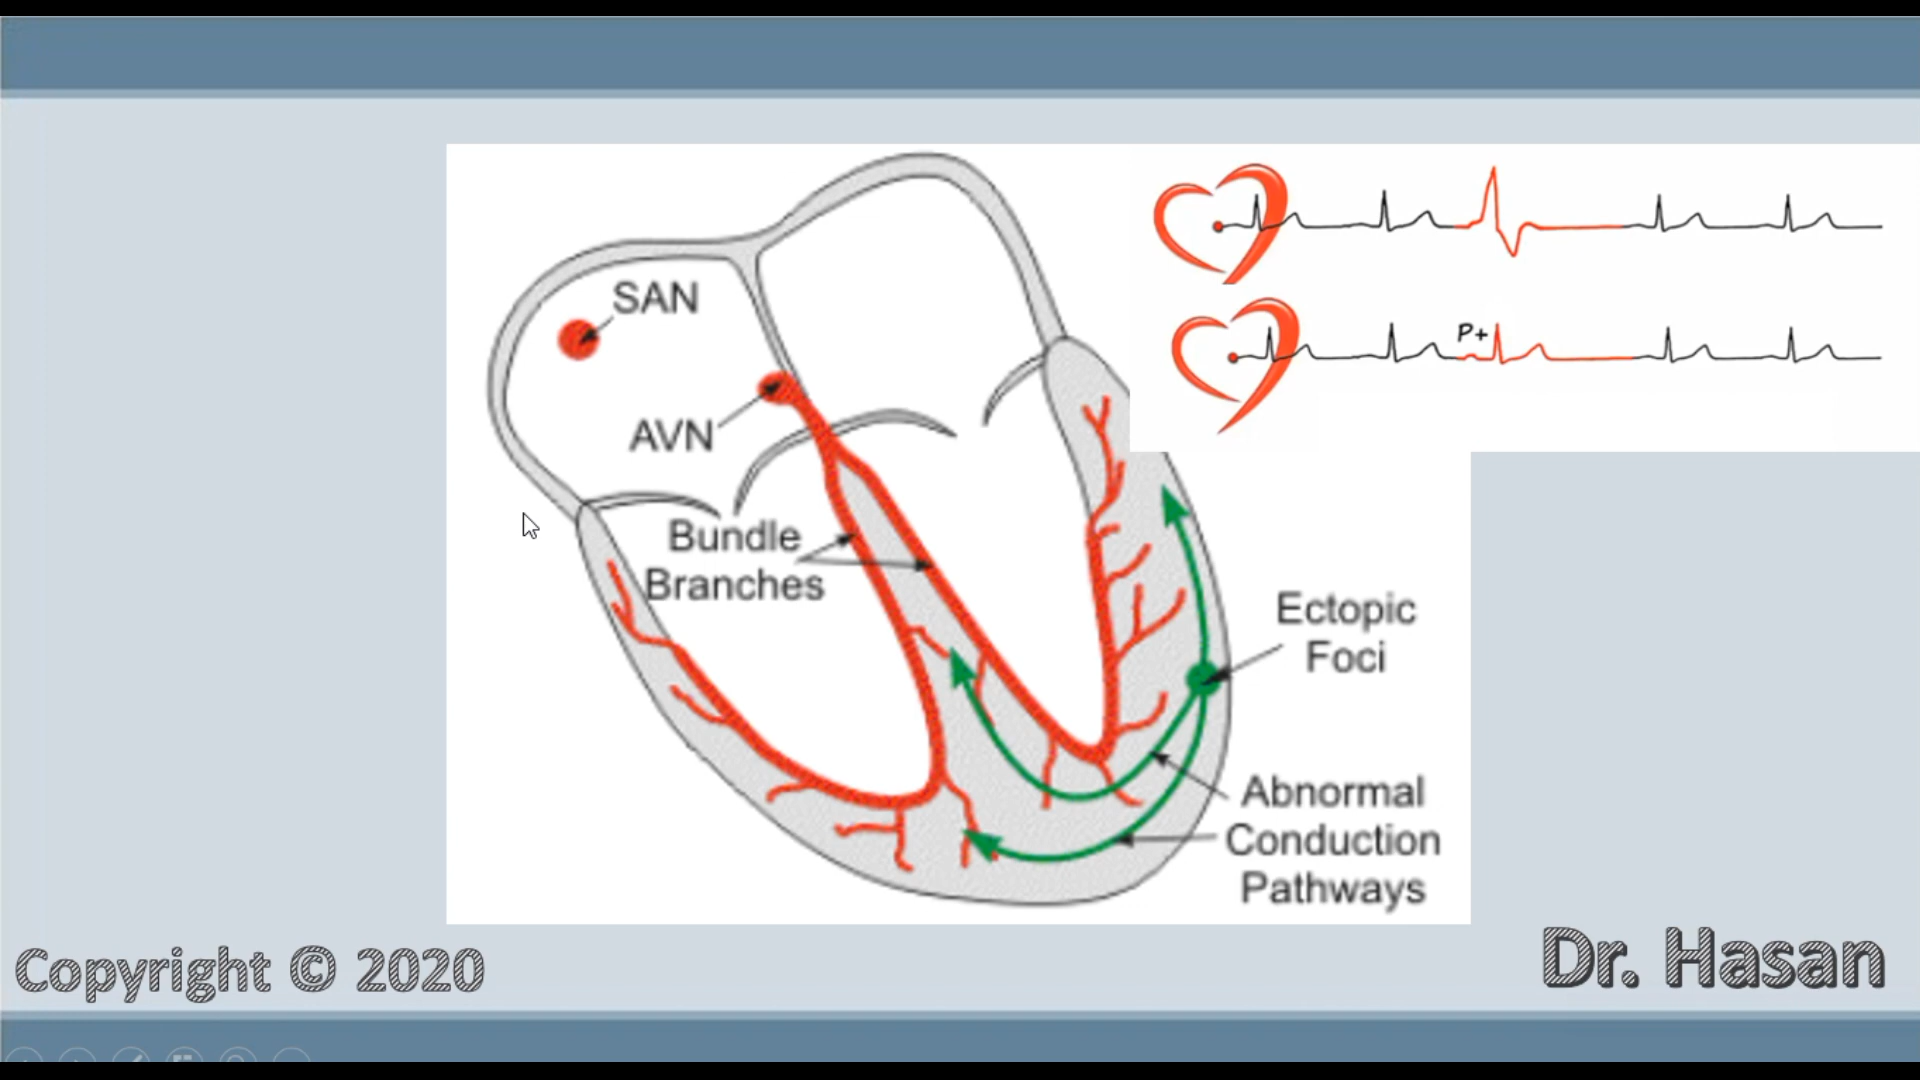 SAN
AVN
Bundle
Branches
P+
Ectopic
Foci
Abnormal
Conduction
Pathways
Copyright © 2020
Dr. Hasan